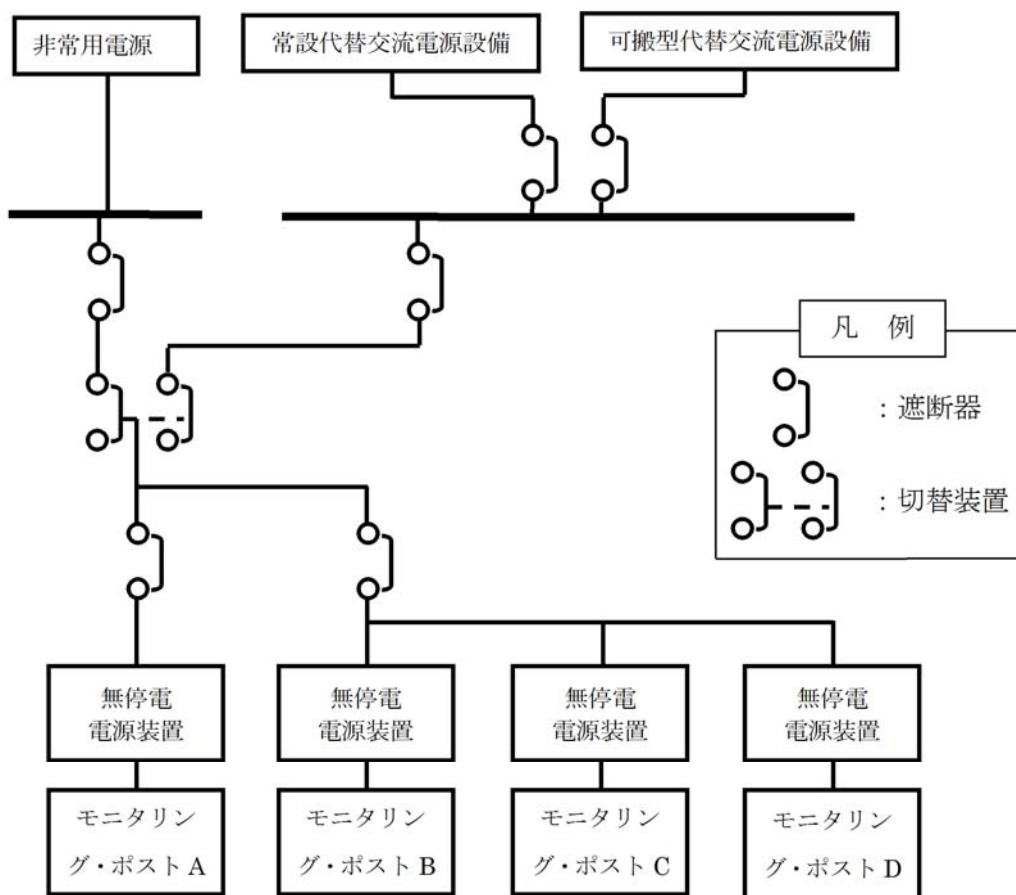 非常用電源
常設代替交流電源設備
可搬型代替交流電源設備
凡 例
：遮断器
：切替装置
無停電
電源装置
無停電
電源装置
無停電
電源装置
無停電
電源装置
モニタリン
グ・ポスト A
モニタリン
グ・ポスト B
モニタリン
グ・ポスト C
モニタリン
グ・ポスト D